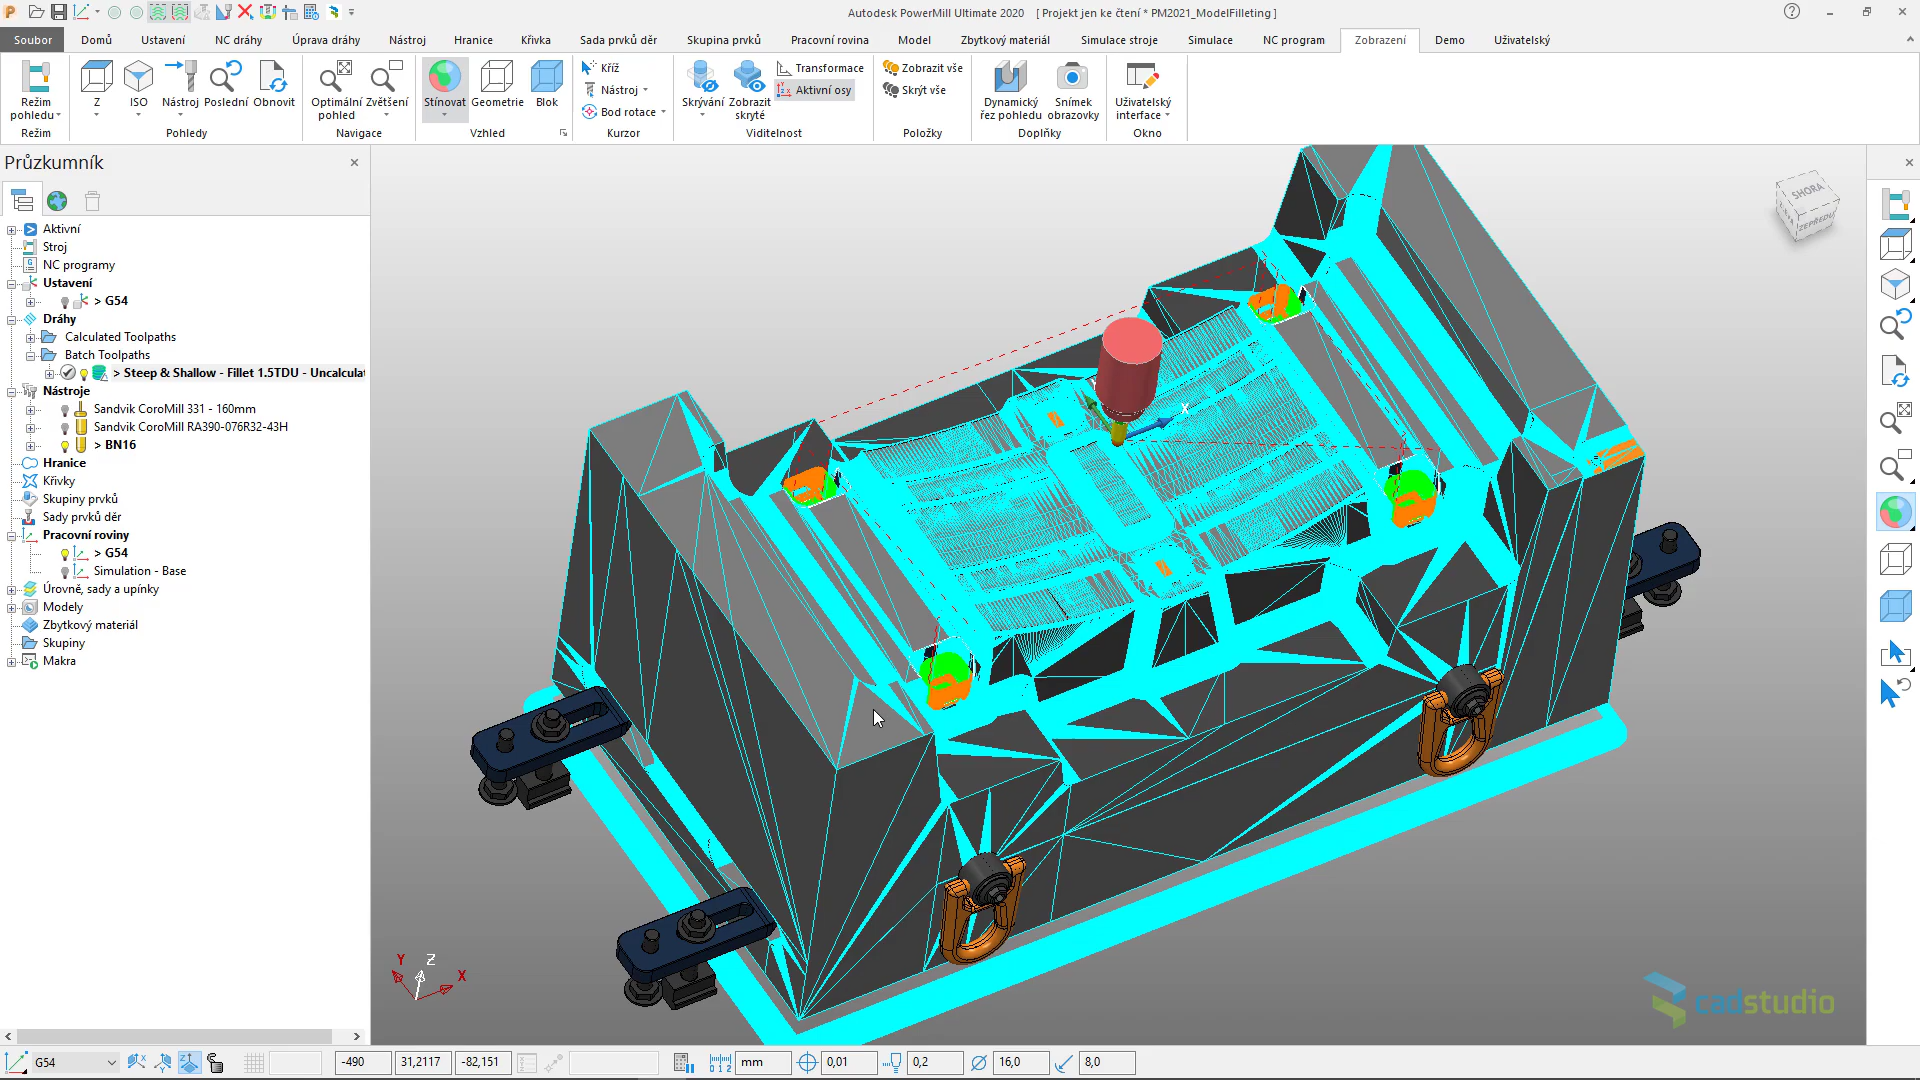 Autodesk PowerMill Ultimate 2020 [ Projekt jen ke čtení * PM2021_ModelFilleting ]
Soubor Domů Ustavení NC dráhy Úprava dráhy Nástroj Hranice Křivka Sada prvků děr Skupina prvků Pracovní rovina Model Zbytkový materiál Simulace stroje Simulace NC program Zobrazení Demo Uživatelský
Režim pohledu
Z
ISO
Nástroj
Poslední
Obnovit
Optimální pohled
Zvětšení
Stínovat
Geometrie
Blok
Kříž
Nástroj
Bod rotace
Skrývání
Zobrazit skryté
Transformace
Aktivní osy
Zobrazit vše
Skrýt vše
Dynamický řez pohledu
Snímek obrazovky
Uživatelský interface
Režim Pohledy Navigace Vzhled Kurzor Viditelnost Položky Doplňky Okno
Průzkumník
Aktivní
Stroj
NC programy
Ustavení
> G54
Dráhy
Calculated Toolpaths
Batch Toolpaths
> Steep & Shallow - Fillet 1.5TDU - Uncalculat
Nástroje
Sandvik CoroMill 331 - 160mm
Sandvik CoroMill RA390-076R32-43H
> BN16
Hranice
Křivky
Skupiny prvků
Sady prvků děr
Pracovní roviny
> G54
Simulation - Base
Úrovně, sady a upínky
Modely
Zbytkový materiál
Skupiny
Makra
SHORA
ZEPŘEDU
X
Y
Z
X
cadstudio
G54 -490 31,2117 -82,151 mm 0,01 0,2 16,0 8,0